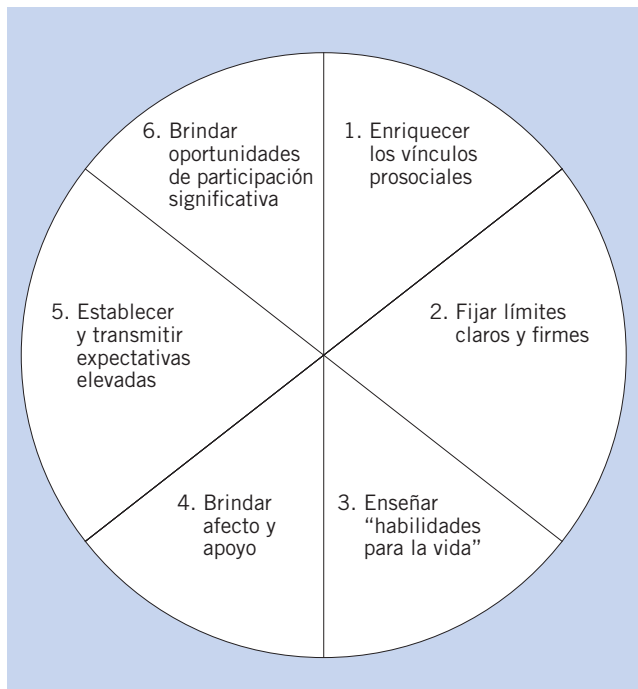 1. Enriquecer
los vínculos
prosociales
2. Fijar límites
claros y firmes
3. Enseñar
“habilidades
para la vida”
4. Brindar
afecto y
apoyo
5. Establecer
y transmitir
expectativas
elevadas
6. Brindar
oportunidades
de participación
significativa